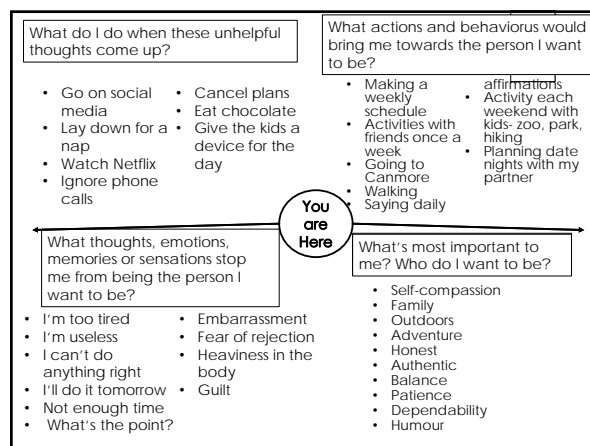 What do I do when these unhelpful
thoughts come up?
• Go on social
media
• Lay down for a
nap
• Watch Netflix
• Ignore phone
calls
• Cancel plans
• Eat chocolate
• Give the kids a
device for the
day
What actions and behaviorus would
bring me towards the person I want
to be?
• Making a
weekly
schedule
• Activities with
friends once a
week
• Going to
Canmore
• Walking
• Saying daily
affirmations
• Activity each
weekend with
kids- zoo, park,
hiking
• Planning date
nights with my
partner
You
are
Here
What thoughts, emotions,
memories or sensations stop
me from being the person I
want to be?
• I'm too tired
• I'm useless
• I can't do
anything right
• I'll do it tomorrow
• Not enough time
• What's the point?
• Embarrassment
• Fear of rejection
• Heaviness in the
body
• Guilt
What's most important to
me? Who do I want to be?
• Self-compassion
• Family
• Outdoors
• Adventure
• Honest
• Authentic
• Balance
• Patience
• Dependability
• Humour